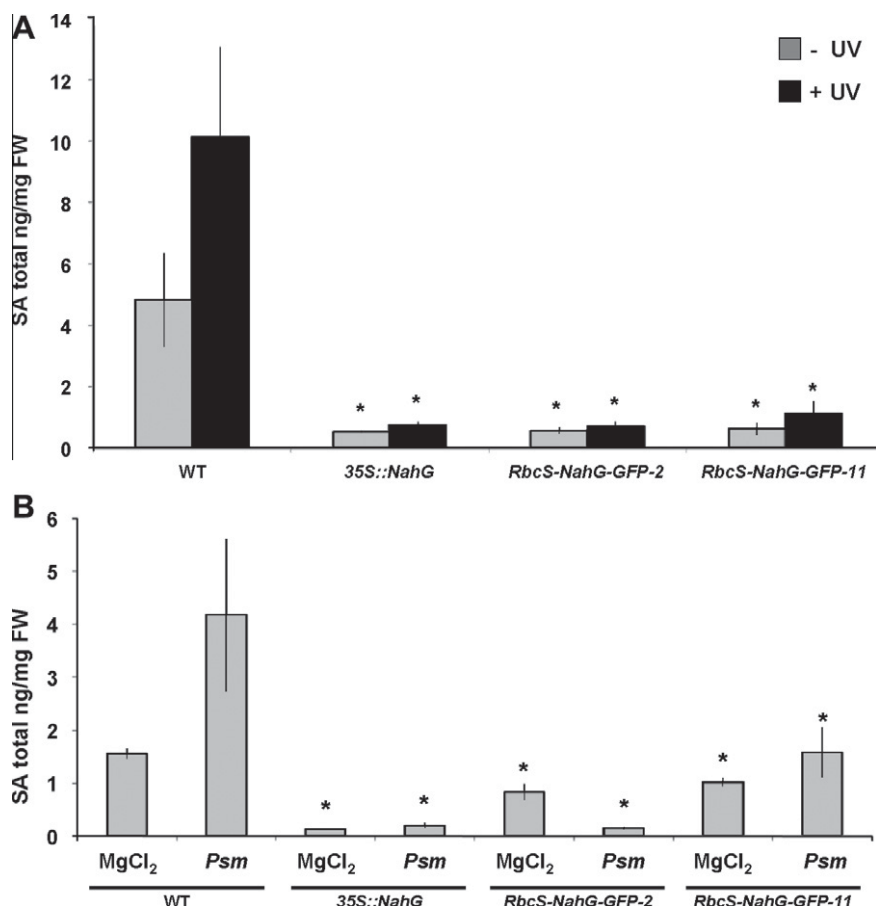 A
14
12
10
8
6
4
2
0
SA total ng/mg FW
- UV
+ UV
* * * * * *
WT 35S::NahG RbcS-NahG-GFP-2 RbcS-NahG-GFP-11
B
6
5
4
3
2
1
0
SA total ng/mg FW
* * * * * *
MgCl₂ Psm MgCl₂ Psm MgCl₂ Psm MgCl₂ Psm
WT 35S::NahG RbcS-NahG-GFP-2 RbcS-NahG-GFP-11